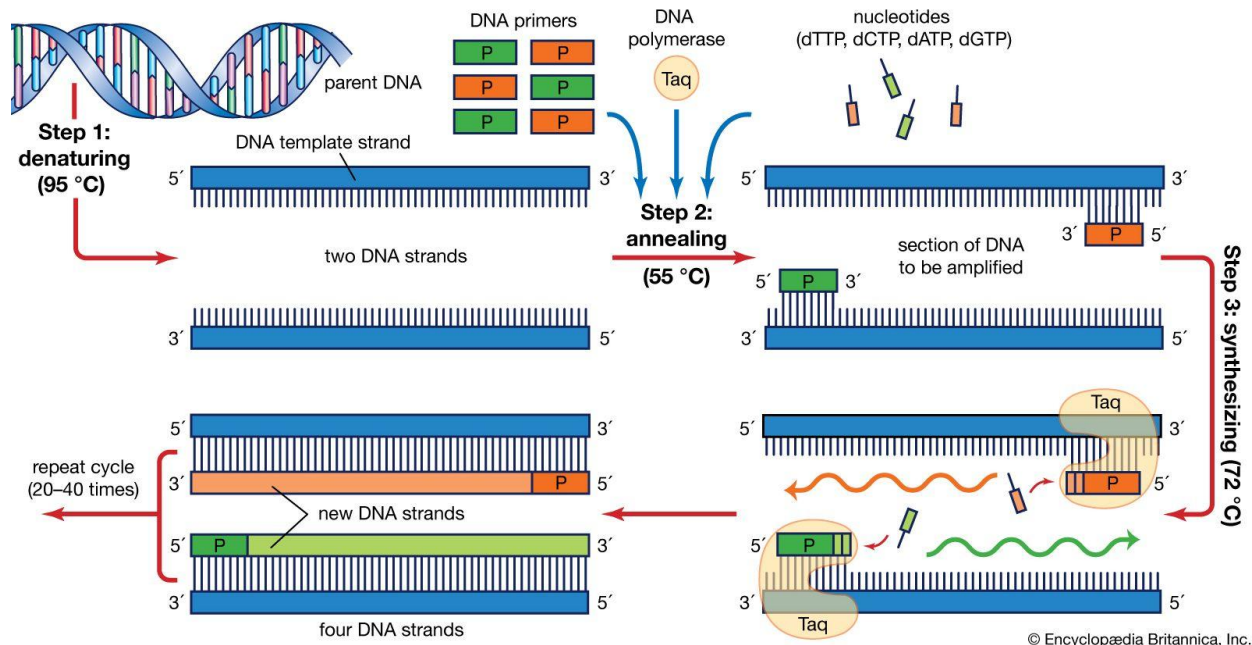 DNA primers
P
P
P
P
P
P
DNA
polymerase
Taq
nucleotides
(dTTP, dCTP, dATP, dGTP)
parent DNA
Step 1:
denaturing
(95 °C)
DNA template strand
5′
3′
two DNA strands
3′
5′
Step 2:
annealing
(55 °C)
5′
3′
3′
P
5′
section of DNA
to be amplified
5′
P
3′
3′
5′
Step 3: synthesizing (72 °C)
Taq
5′
3′
P
5′
5′
P
3′
5′
Taq
5′
3′
3′
P
5′
new DNA strands
5′
P
3′
3′
5′
four DNA strands
repeat cycle
(20–40 times)
© Encyclopædia Britannica, Inc.